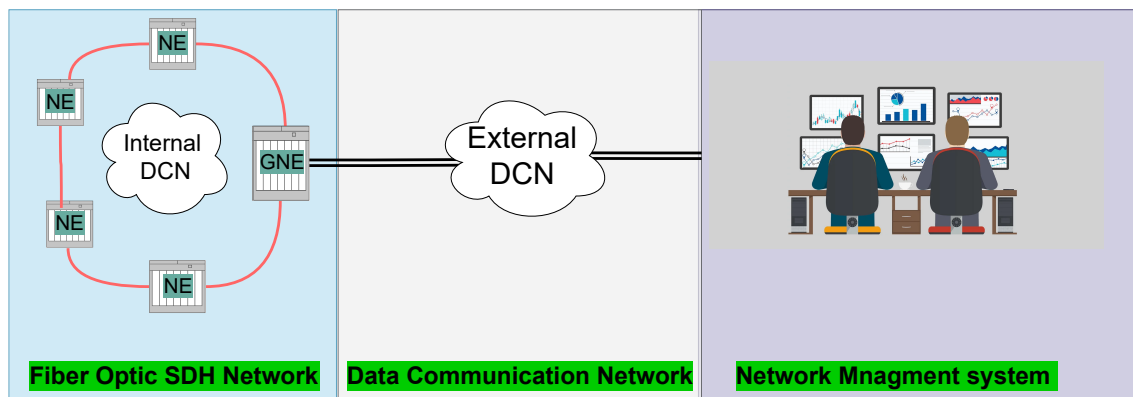 NE
NE
Internal
DCN
GNE
NE
NE
External
DCN
Fiber Optic SDH Network
Data Communication Network
Network Mnagment system